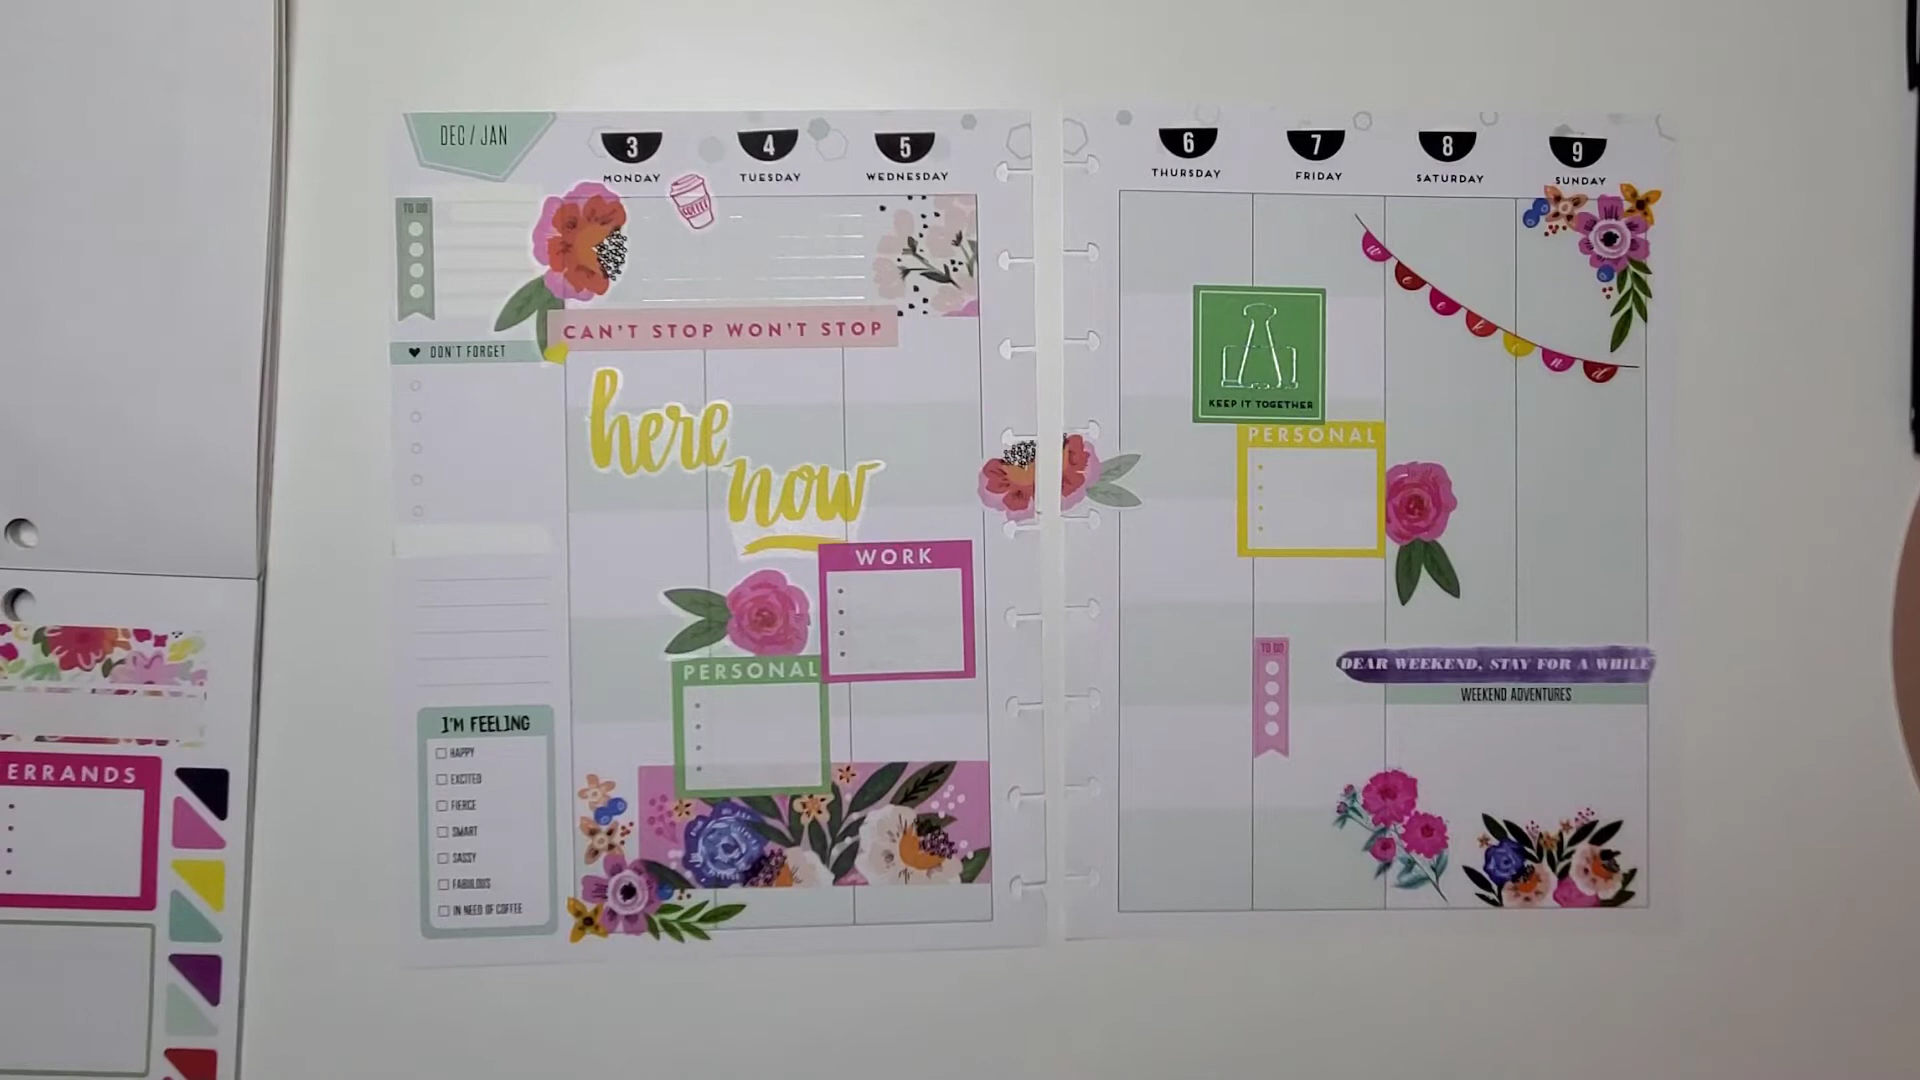 DEC / JAN
3
MONDAY
4
TUESDAY
5
WEDNESDAY
6
THURSDAY
7
FRIDAY
8
SATURDAY
9
SUNDAY
TO DO
COFFEE
CAN'T STOP WON'T STOP
DON'T FORGET
here
now
WORK
PERSONAL
I'M FEELING
HAPPY
EXCITED
FIERCE
SMART
SASSY
FABULOUS
IN NEED OF COFFEE
weekend
KEEP IT TOGETHER
PERSONAL
TO DO
DEAR WEEKEND, STAY FOR A WHILE
WEEKEND ADVENTURES
ERRANDS